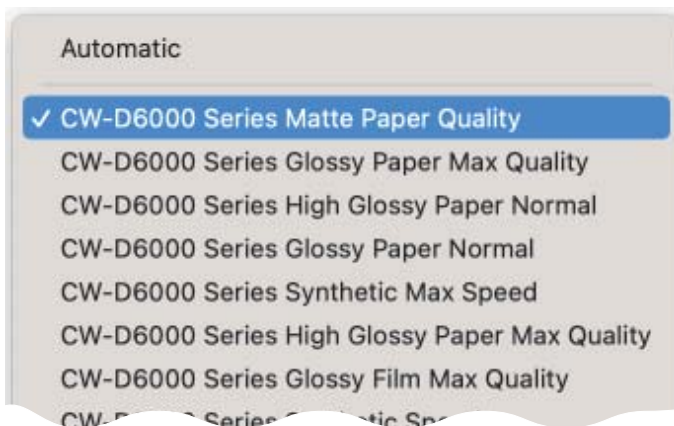 Automatic
✓ CW-D6000 Series Matte Paper Quality
CW-D6000 Series Glossy Paper Max Quality
CW-D6000 Series High Glossy Paper Normal
CW-D6000 Series Glossy Paper Normal
CW-D6000 Series Synthetic Max Speed
CW-D6000 Series High Glossy Paper Max Quality
CW-D6000 Series Glossy Film Max Quality
Series